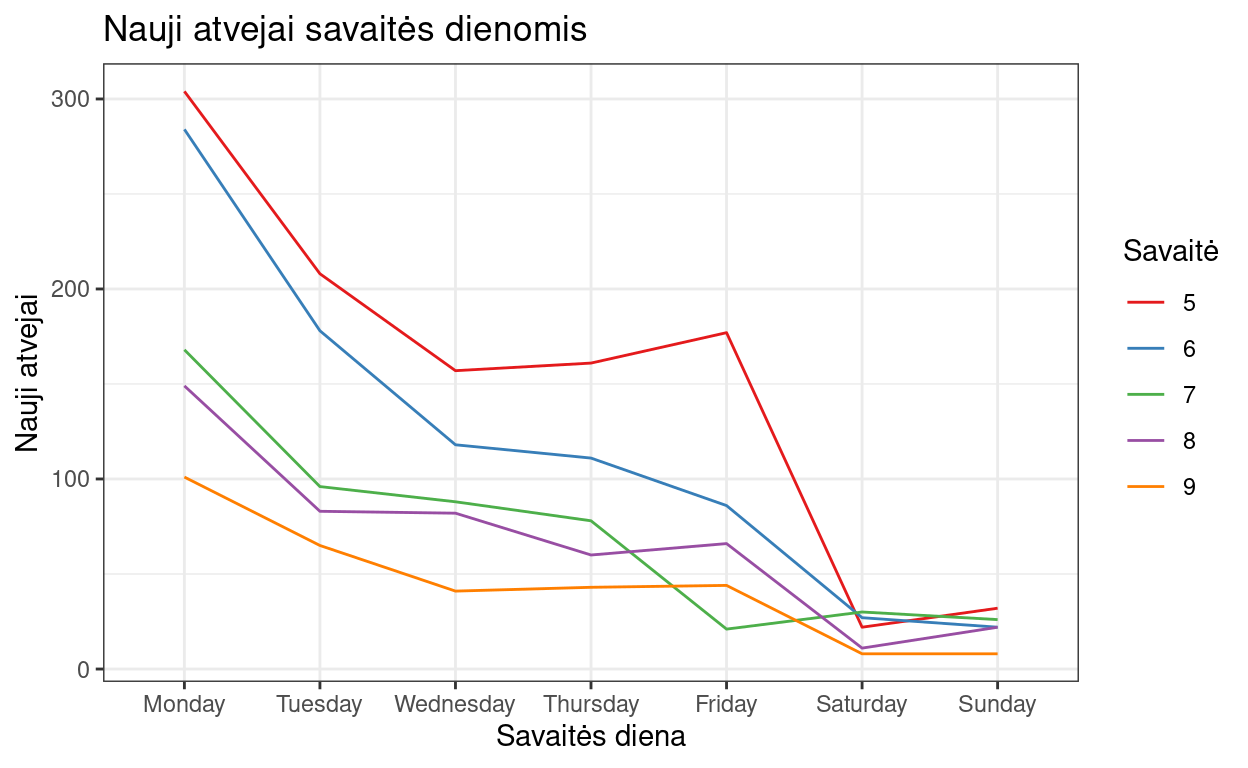 Nauji atvejai savaitės dienomis
Nauji atvejai
300
200
100
0
Monday Tuesday Wednesday Thursday Friday Saturday Sunday
Savaitės diena
Savaitė
5
6
7
8
9